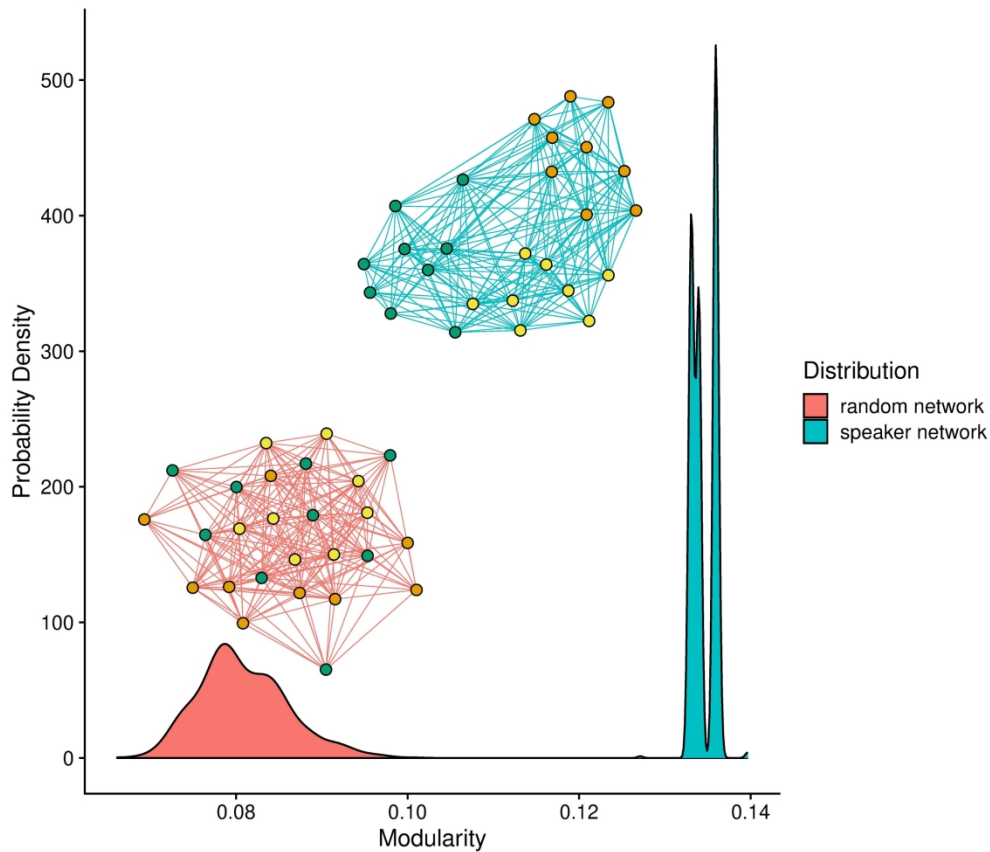 500
400
300
200
100
0
Probability Density
0.08
0.10
0.12
0.14
Modularity
Distribution
random network
speaker network